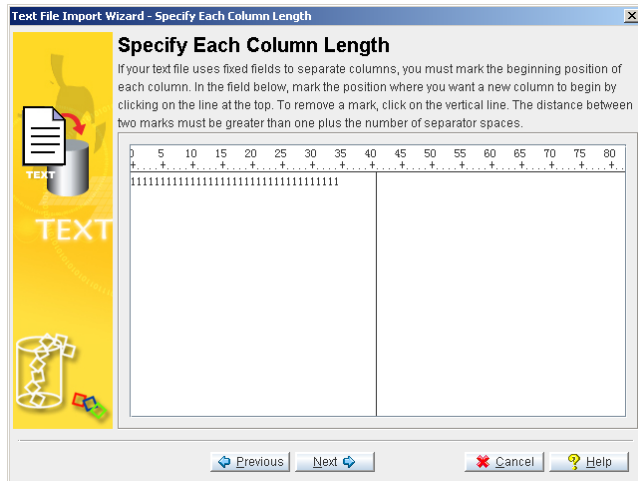 Text File Import Wizard - Specify Each Column Length
Specify Each Column Length
If your text file uses fixed fields to separate columns, you must mark the beginning position of
each column. In the field below, mark the position where you want a new column to begin by
clicking on the line at the top. To remove a mark, click on the vertical line. The distance between
two marks must be greater than one plus the number of separator spaces.
TEXT
TEXT
0 5 10 15 20 25 30 35 40 45 50 55 60 65 70 75 80
+....+....+....+....+....+....+....+....+....+....+....+....+....+....+....+....+..
11111111111111111111111111111111111
Previous
Next
Cancel
Help